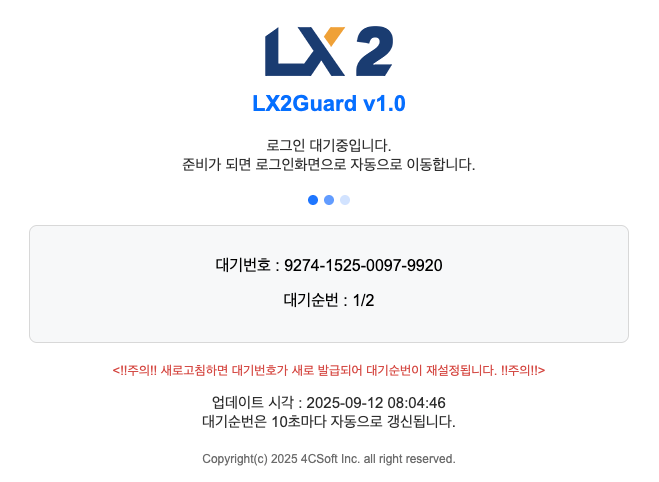 LX2
LX2Guard v1.0
로그인 대기중입니다.
준비가 되면 로그인화면으로 자동으로 이동합니다.
대기번호 : 9274-1525-0097-9920
대기순번 : 1/2
<!!주의!! 새로고침하면 대기번호가 새로 발급되어 대기순번이 재설정됩니다. !!주의!!>
업데이트 시각 : 2025-09-12 08:04:46
대기순번은 10초마다 자동으로 갱신됩니다.
Copyright(c) 2025 4CSoft Inc. all right reserved.